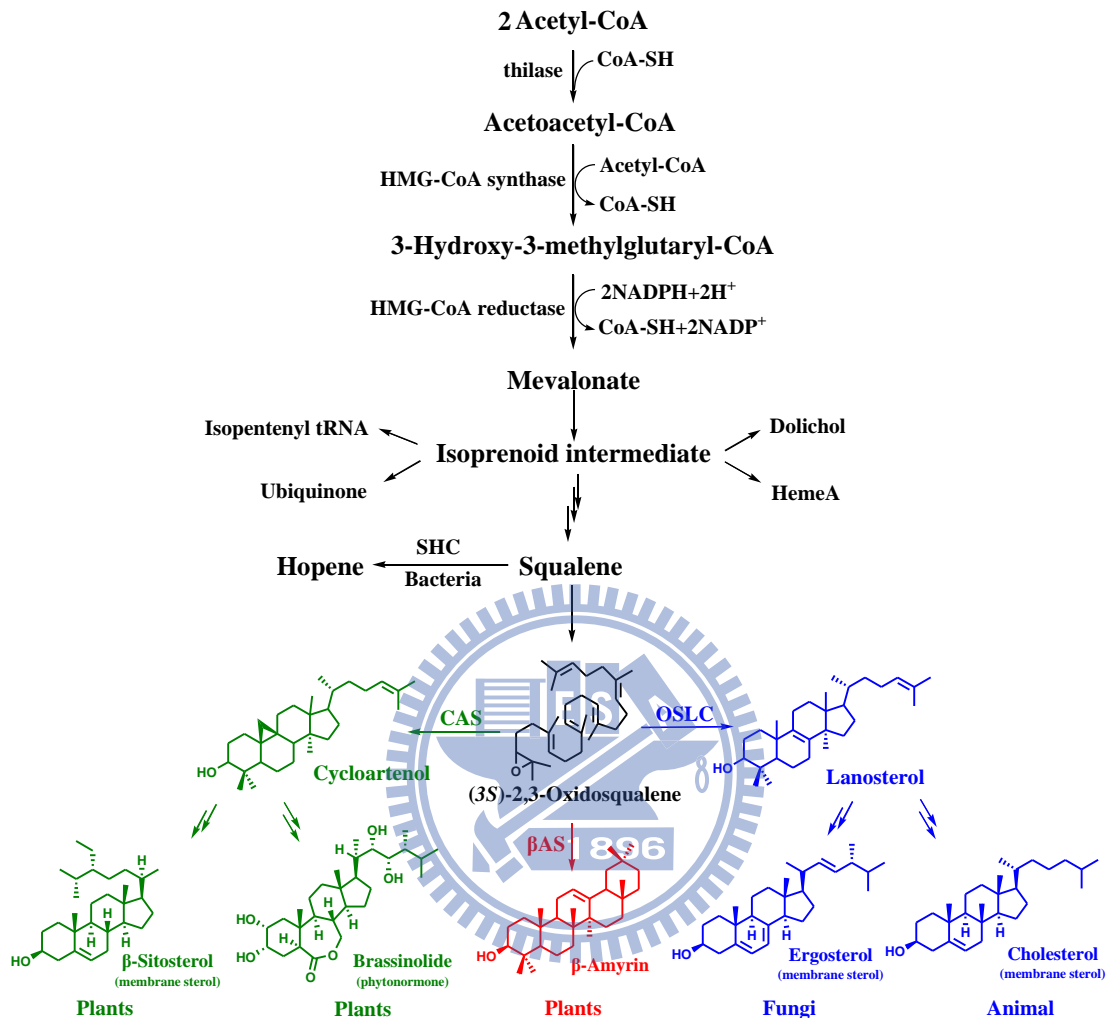 2 Acetyl-CoA
thilase
CoA-SH
Acetoacetyl-CoA
HMG-CoA synthase
Acetyl-CoA
CoA-SH
3-Hydroxy-3-methylglutaryl-CoA
HMG-CoA reductase
2NADPH+2H⁺
CoA-SH+2NADP⁺
Mevalonate
Isopentenyl tRNA
Dolichol
Isoprenoid intermediate
Ubiquinone
HemeA
SHC
Hopene
Squalene
Bacteria
CAS
OSLC
HO
Cycloartenol
O
(3S)-2,3-Oxidosqualene
HO
Lanosterol
βAS
1896
H
H
H
HO
β-Sitosterol
(membrane sterol)
Plants
OH
H
OH
H
H
H
HO
HO
H
O
O
Brassinolide
(phytonormone)
Plants
HO
β-Amyrin
Plants
H
H
HO
Ergosterol
(membrane sterol)
Fungi
H
H
H
HO
Cholesterol
(membrane sterol)
Animal